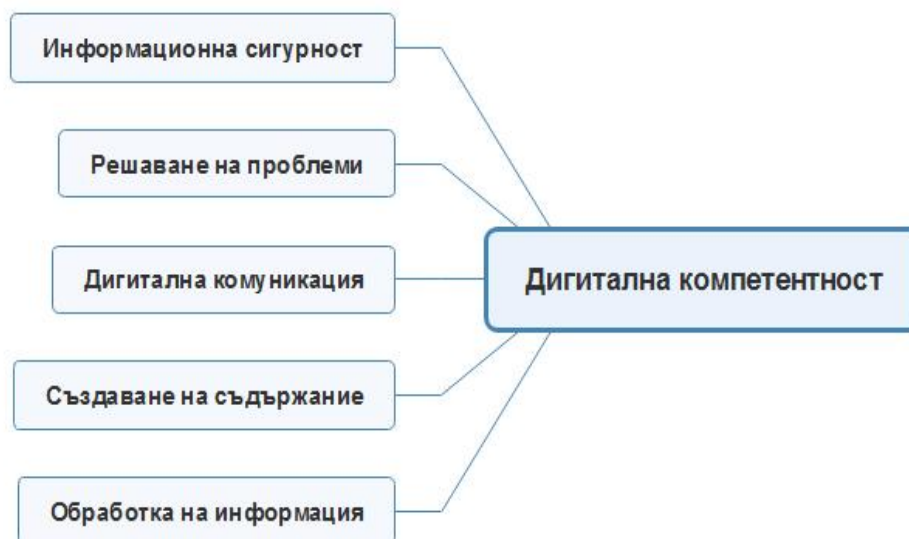 Информационна сигурност
Решаване на проблеми
Дигитална комуникация
Дигитална компетентност
Създаване на съдържание
Обработка на информация